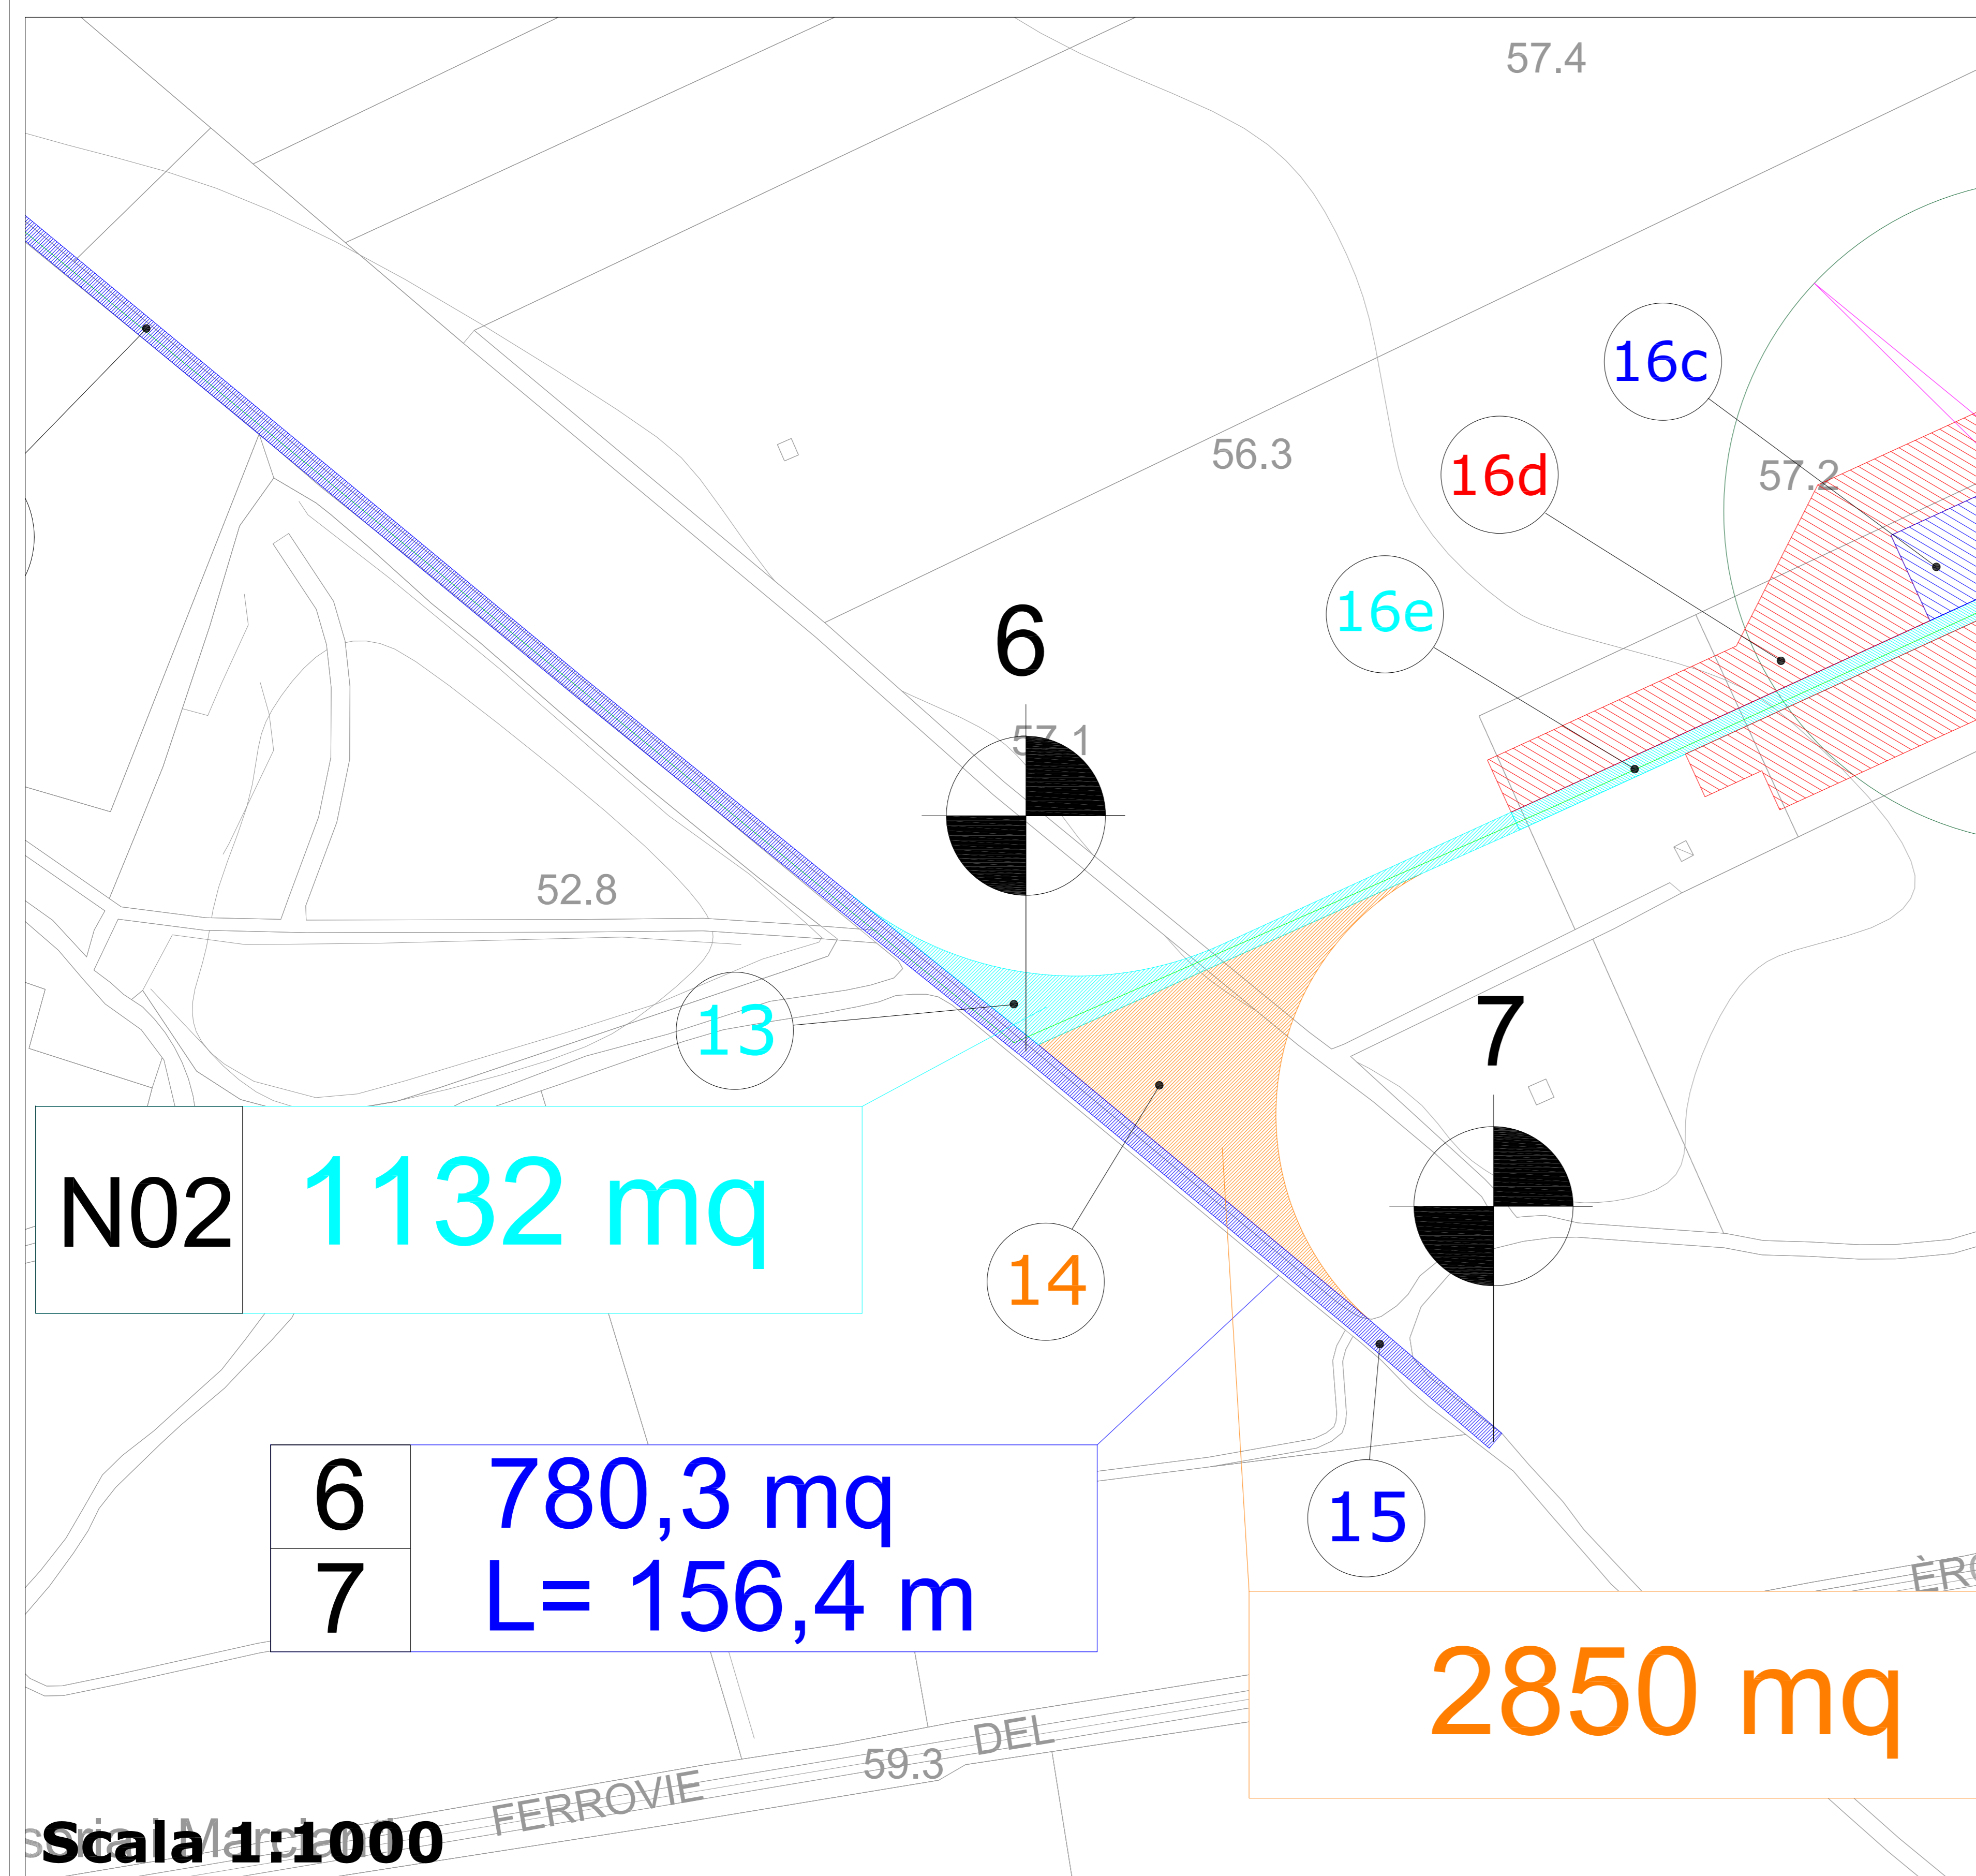 57.4
16c
56.3
16d
57.2
16e
6
57.1
52.8
7
13
N02 1132 mq
14
6 780,3 mq
7 L= 156,4 m
15
2850 mq
DEL
59.3
FERROVIE
Scala 1:1000